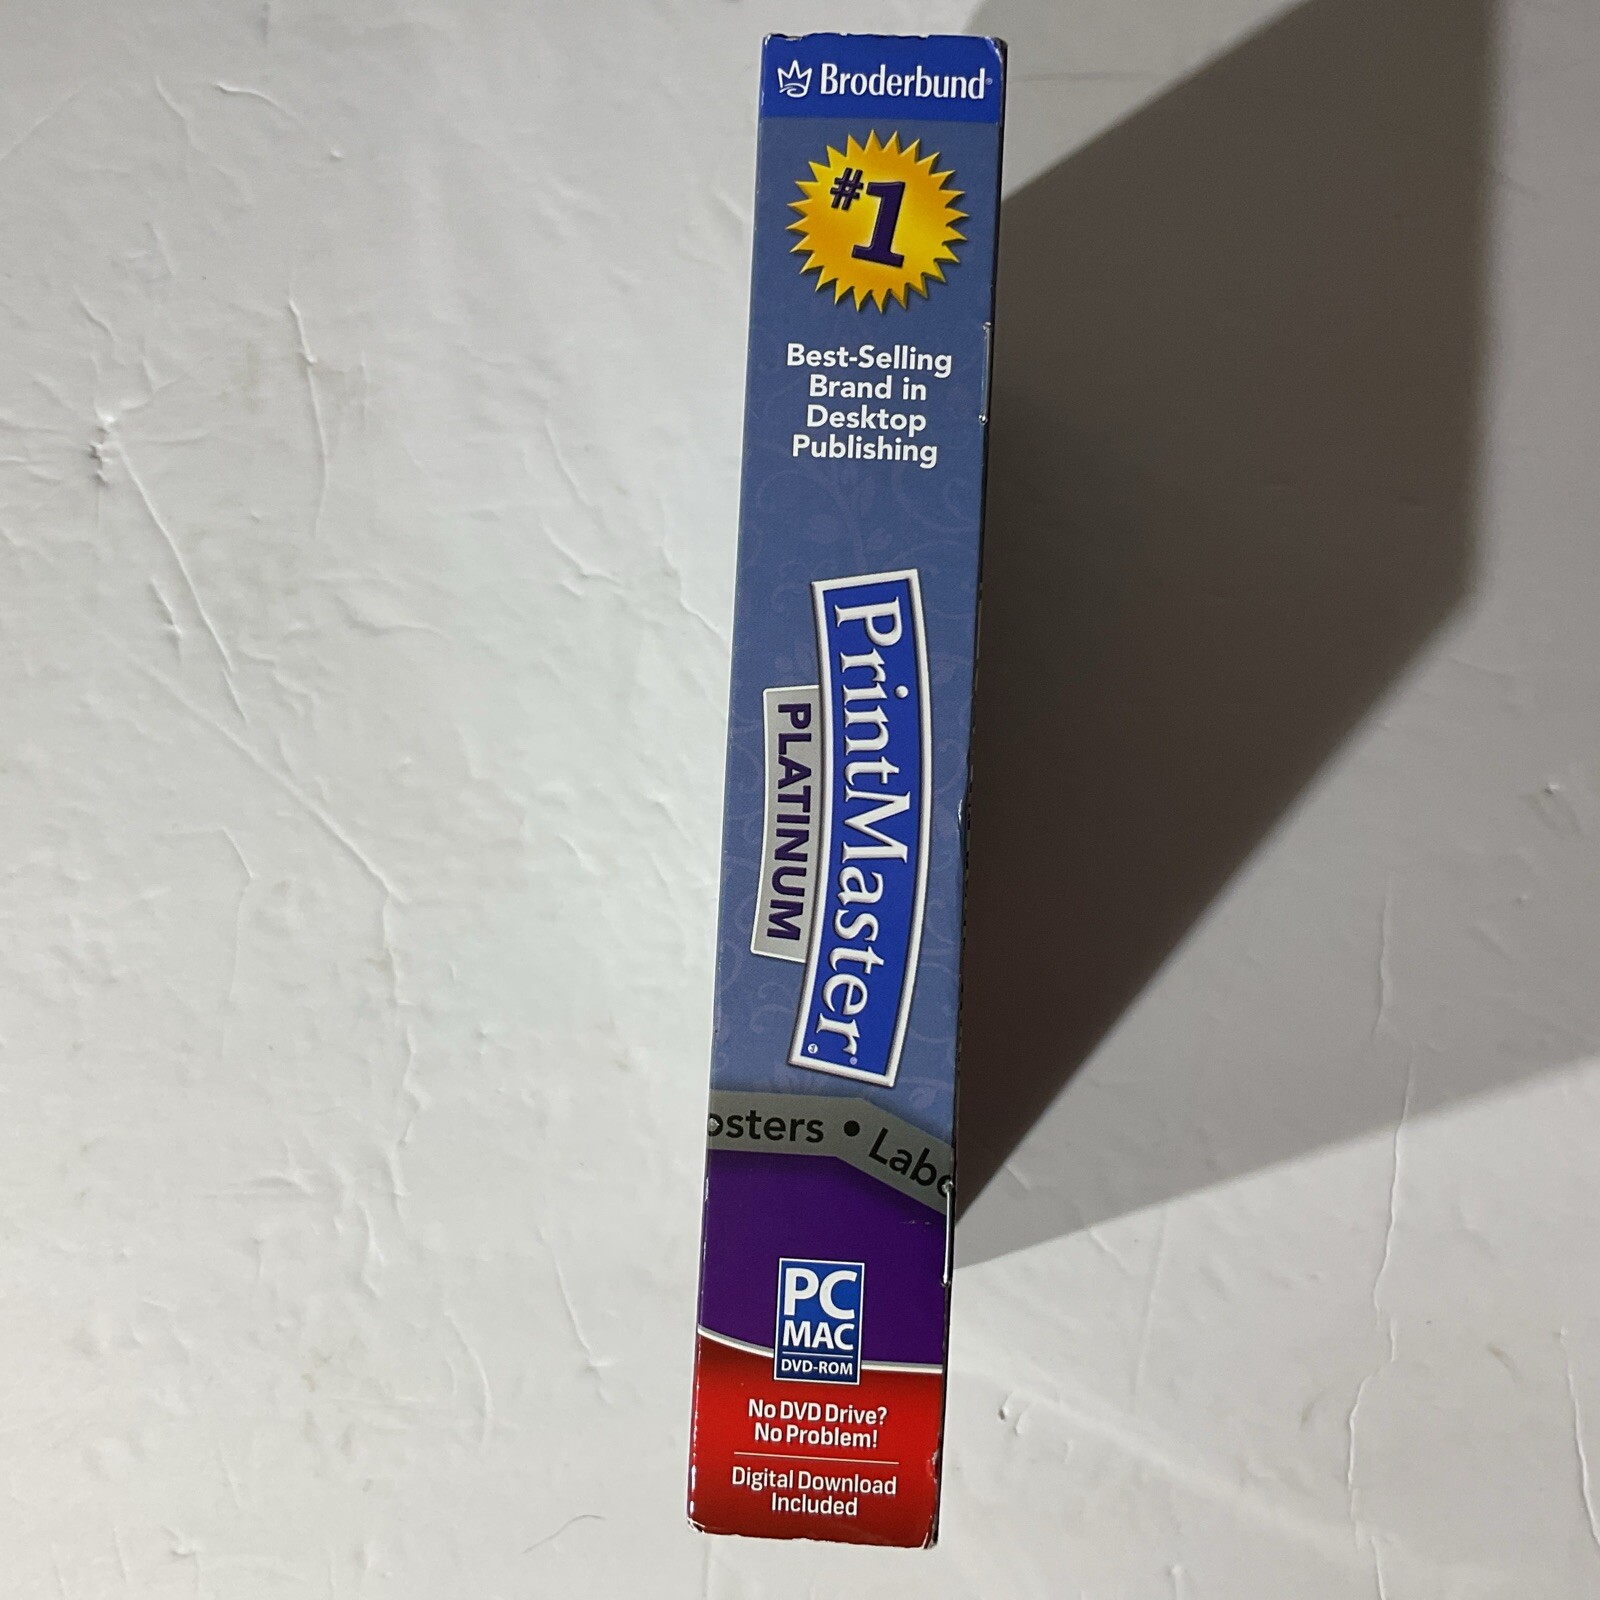 Broderbund®
#1
Best-Selling
Brand in
Desktop
Publishing
PrintMaster®
PLATINUM
osters • Labe
PC
MAC
DVD-ROM
No DVD Drive?
No Problem!
Digital Download
Included